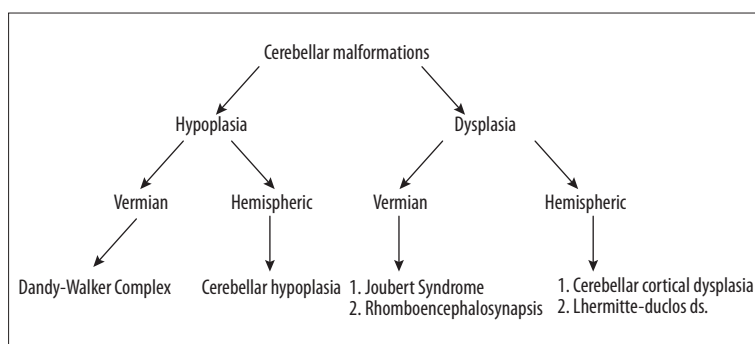 Cerebellar malformations
Hypoplasia
Dysplasia
Vermian
Hemispheric
Vermian
Hemispheric
Dandy-Walker Complex
Cerebellar hypoplasia
1. Joubert Syndrome
2. Rhomboencephalosynapsis
1. Cerebellar cortical dysplasia
2. Lhermitte-duclos ds.